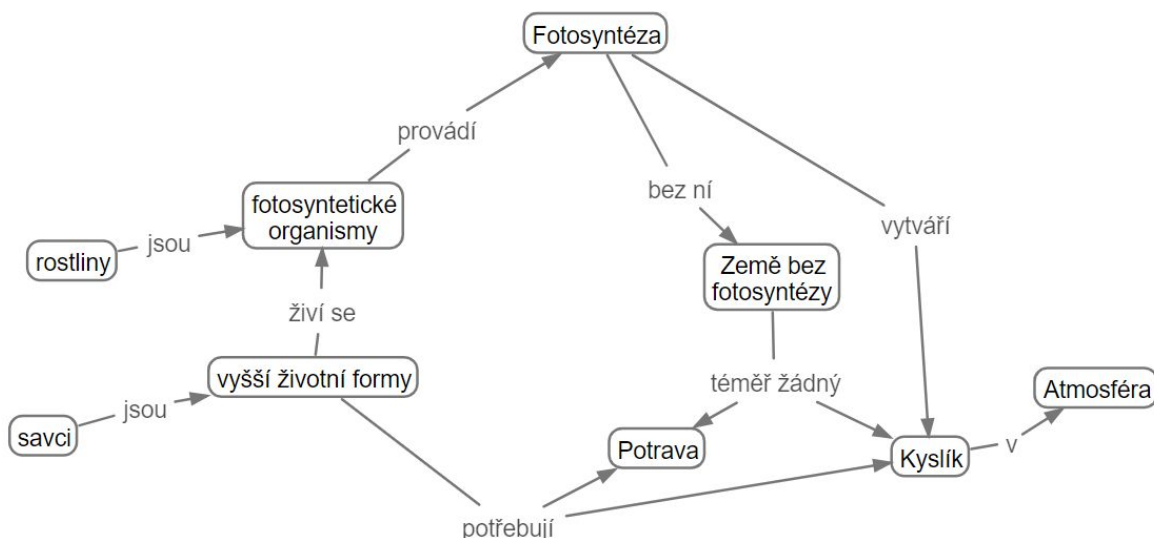 Fotosyntéza
provádí
fotosyntetické
organismy
bez ní
jsou
rostliny
vytváří
Země bez
fotosyntézy
živí se
vyšší životní formy
téměř žádný
Atmosféra
jsou
savci
Potrava
Kyslík
v
potřebují